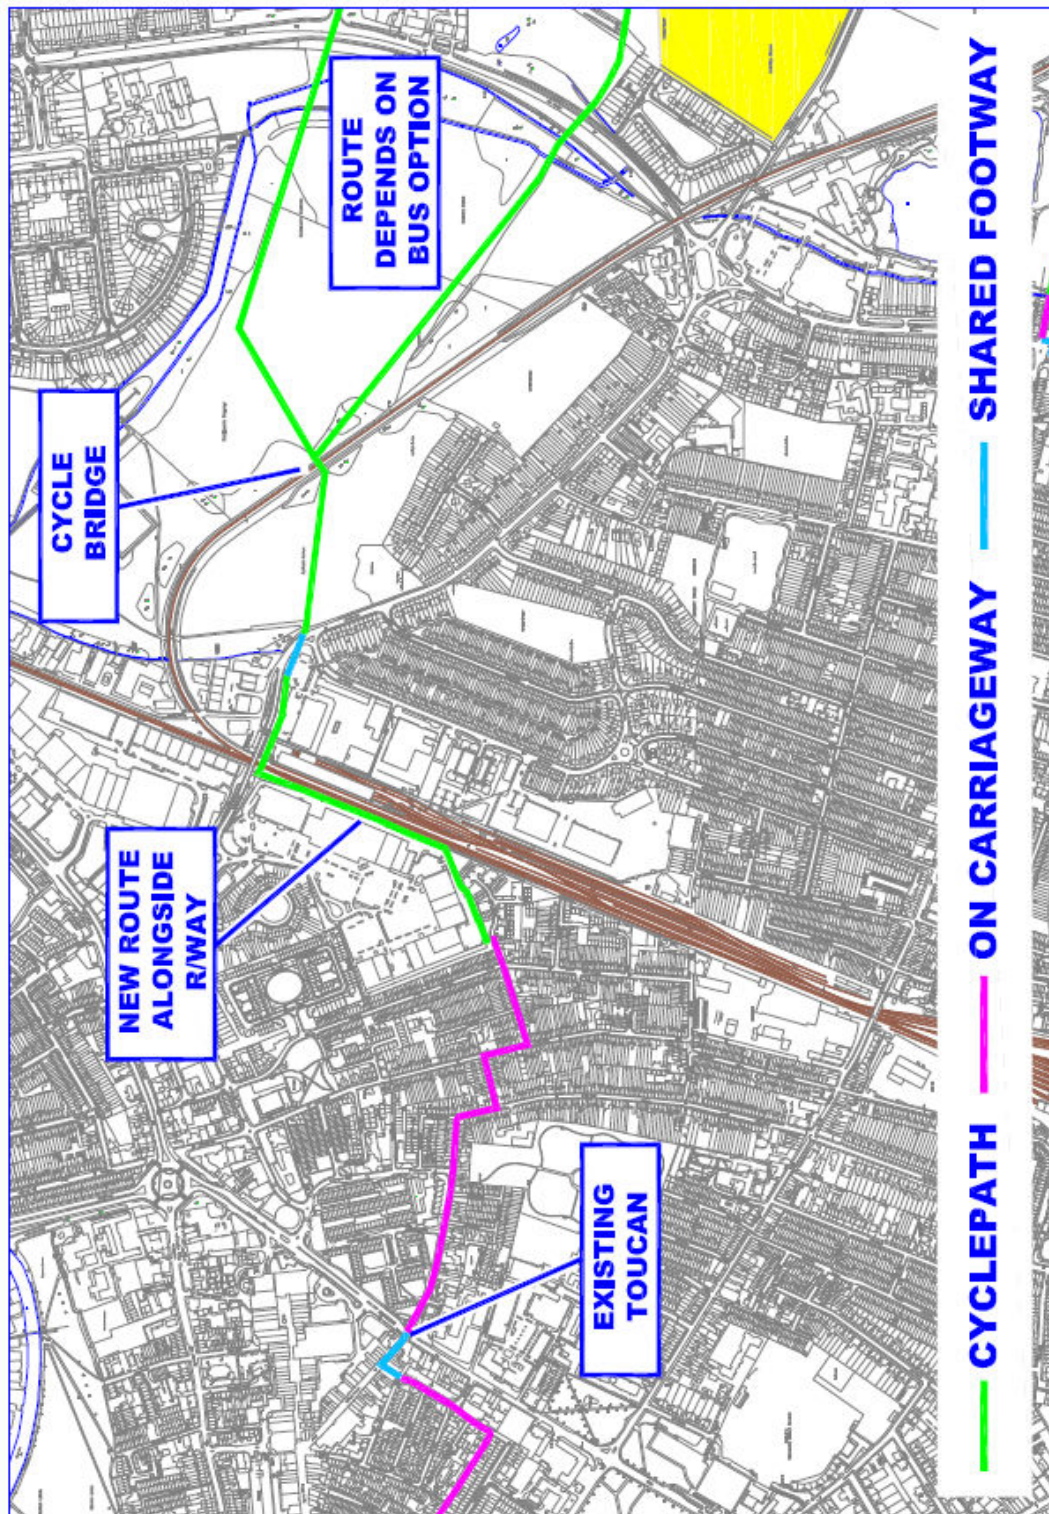 CYCLE
BRIDGE
ROUTE
DEPENDS ON
BUS OPTION
NEW ROUTE
ALONGSIDE
R/WAY
EXISTING
TOUCAN
CYCLEPATH
ON CARRIAGEWAY
SHARED FOOTWAY